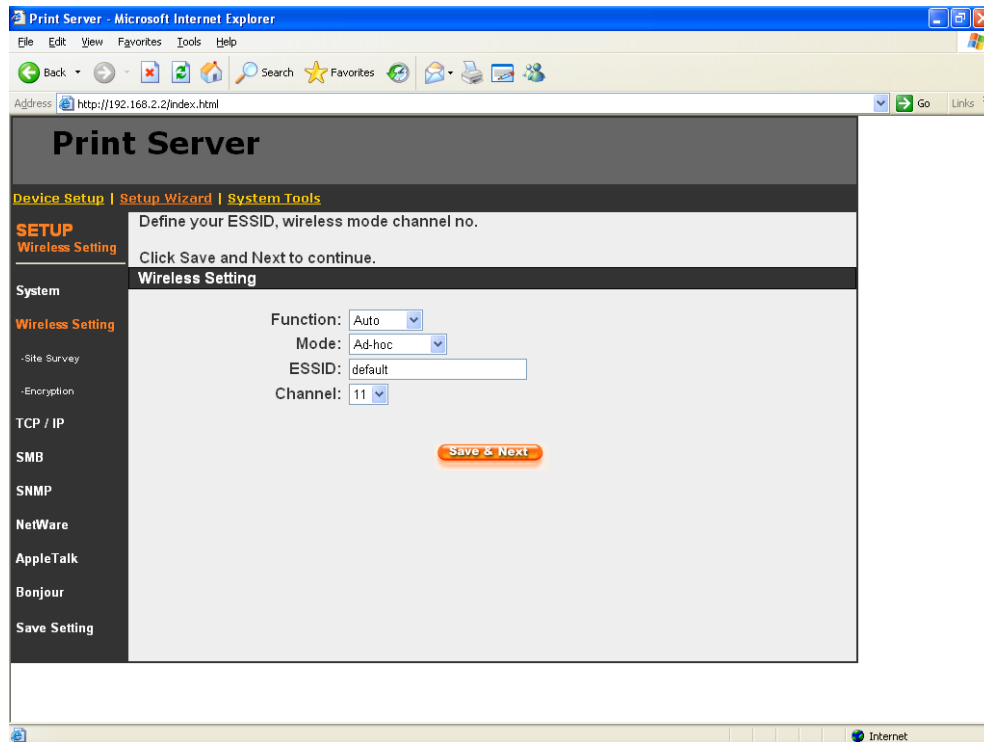 Print Server - Microsoft Internet Explorer
File Edit View Favorites Tools Help
Back Search Favorites
Address http://192.168.2.2/index.html Go Links
Print Server
Device Setup | Setup Wizard | System Tools
SETUP
Wireless Setting
System
Wireless Setting
-Site Survey
-Encryption
TCP / IP
SMB
SNMP
NetWare
AppleTalk
Bonjour
Save Setting
Define your ESSID, wireless mode channel no.
Click Save and Next to continue.
Wireless Setting
Function: Auto
Mode: Ad-hoc
ESSID: default
Channel: 11
Save & Next
Internet